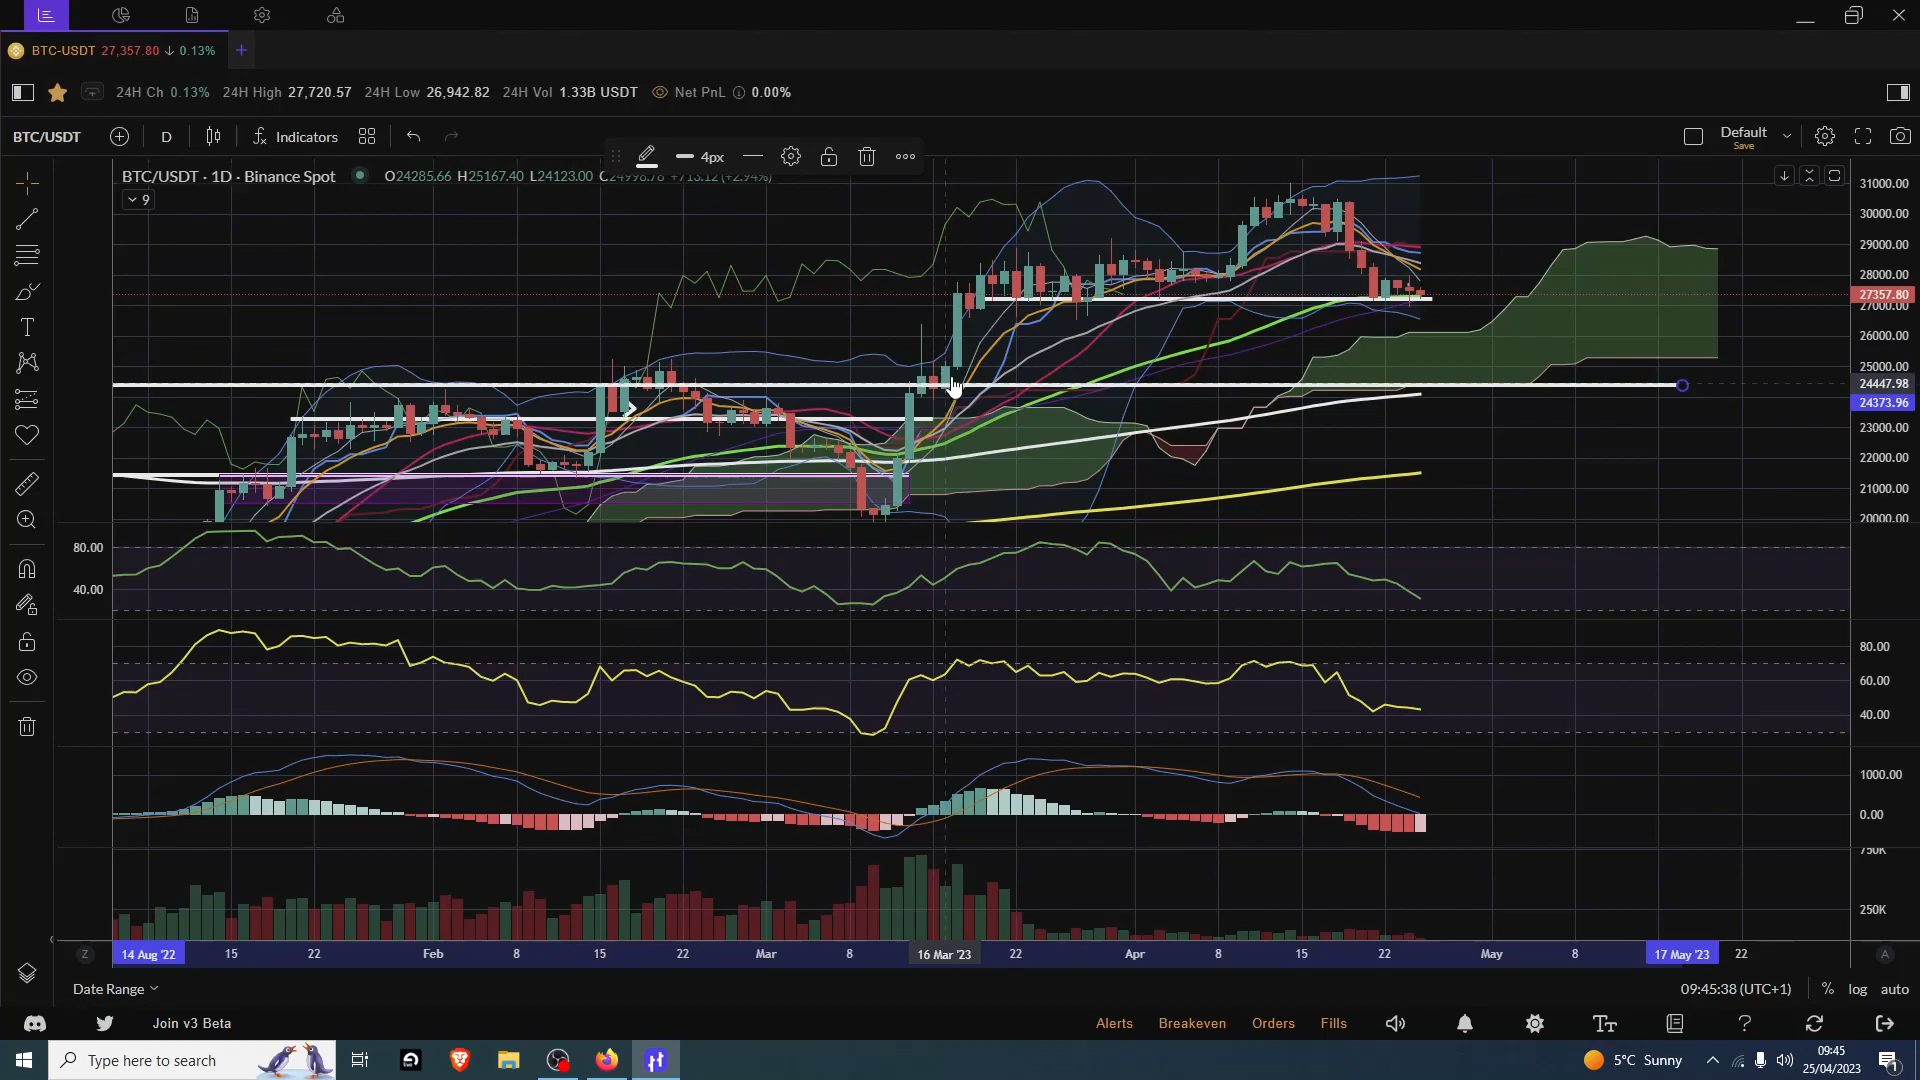 BTC-USDT 27,357.80 ↓ 0.13% +
24H Ch 0.13% 24H High 27,720.57 24H Low 26,942.82 24H Vol 1.33B USDT Net PnL 0.00%
BTC/USDT D Indicators Default
Save
4px
BTC/USDT · 1D · Binance Spot O24285.66 H25167.40 L24123.00 C24998.78 +713.12 (+2.94%)
9
31000.00
30000.00
29000.00
28000.00
27357.80
27000.00
26000.00
25000.00
24447.98
24373.96
23000.00
22000.00
21000.00
20000.00
80.00
40.00
80.00
60.00
40.00
1000.00
0.00
750K
250K
Z 14 Aug '22 15 22 Feb 8 15 22 Mar 8 16 Mar '23 22 Apr 8 15 22 May 8 17 May '23 22 A
Date Range 09:45:38 (UTC+1) % log auto
Join v3 Beta Alerts Breakeven Orders Fills
Type here to search 5°C Sunny 09:45
25/04/2023 1